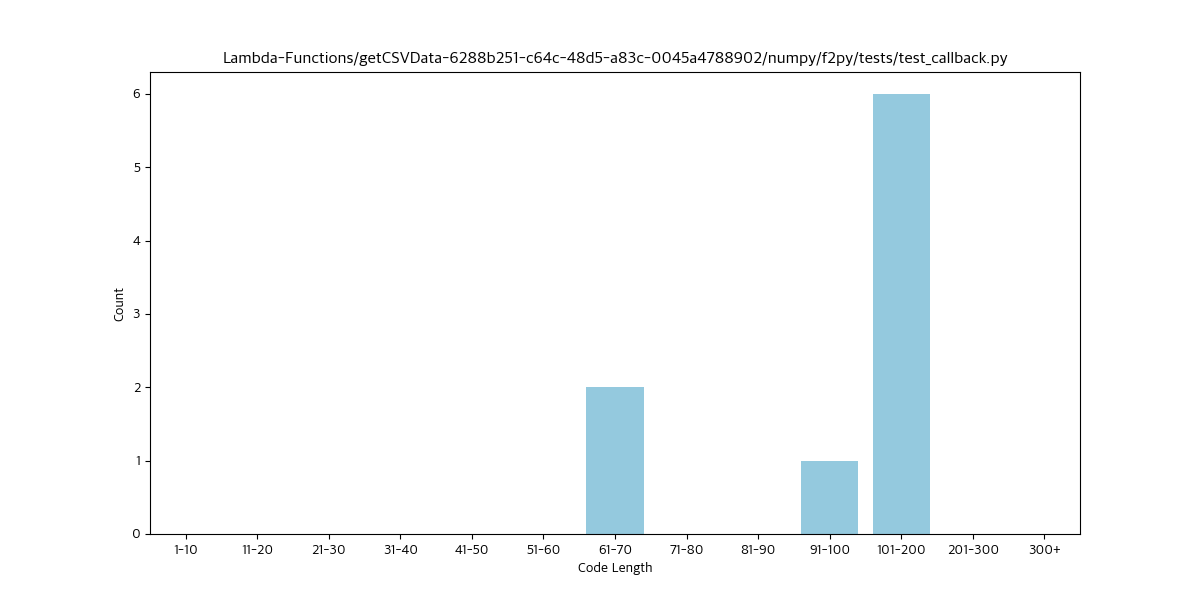 Lambda-Functions/getCSVData-6288b251-c64c-48d5-a83c-0045a4788902/numpy/f2py/tests/test_callback.py
6
5
4
3
2
1
0
Count
1-10 11-20 21-30 31-40 41-50 51-60 61-70 71-80 81-90 91-100 101-200 201-300 300+
Code Length